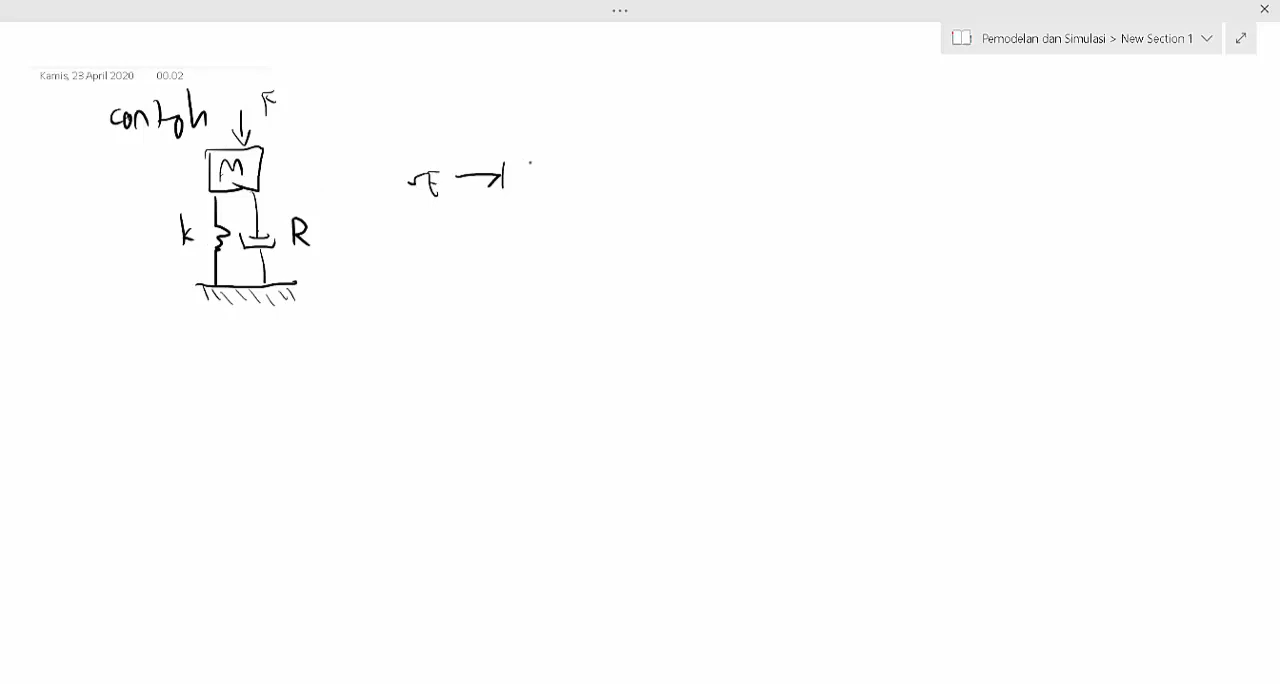 ...
Pemodelan dan Simulasi > New Section 1
Kamis, 23 April 2020 00.02
contoh
F
M
k
R